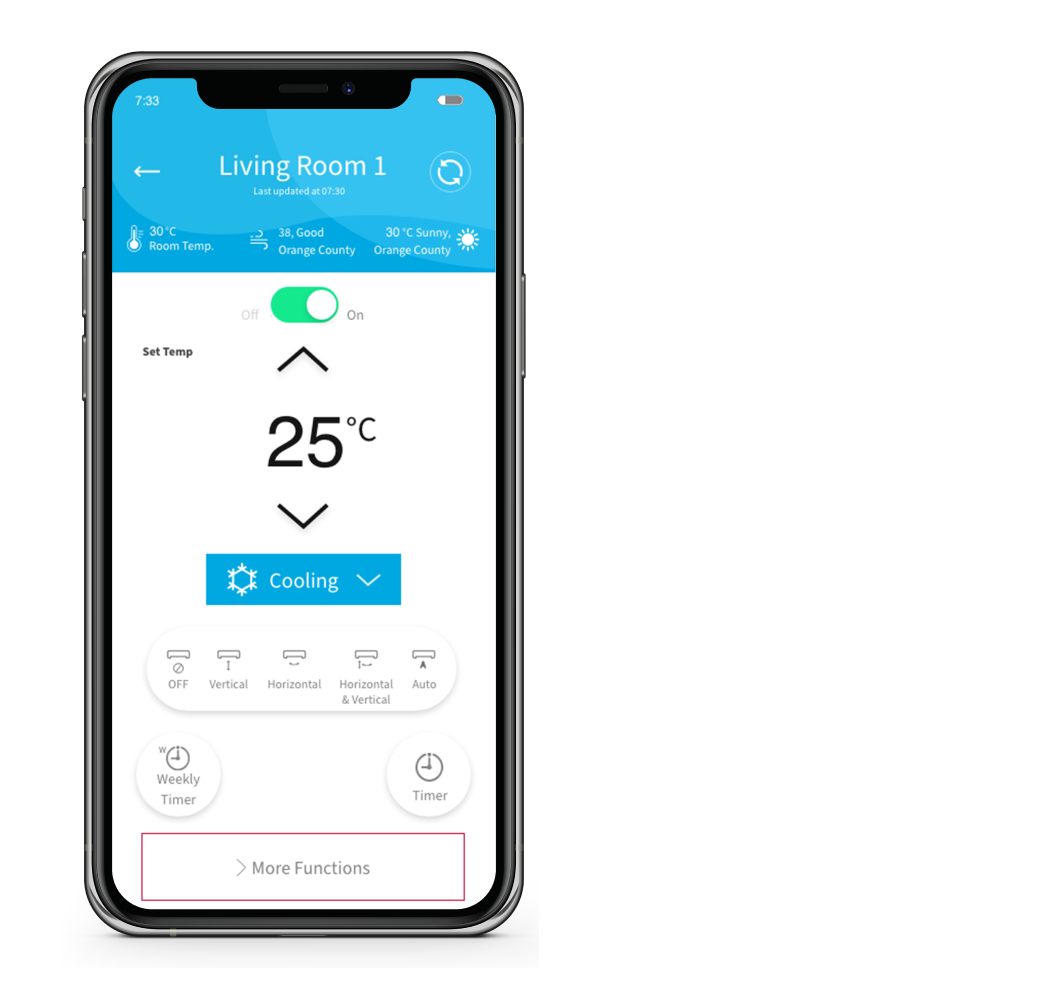 7:33
Living Room 1
Last updated at 07:30
30°C
Room Temp.
38, Good
Orange County
30°C Sunny,
Orange County
Off
On
Set Temp
25°C
Cooling
OFF
Vertical
Horizontal
Horizontal
& Vertical
A
Auto
W
Weekly
Timer
Timer
More Functions